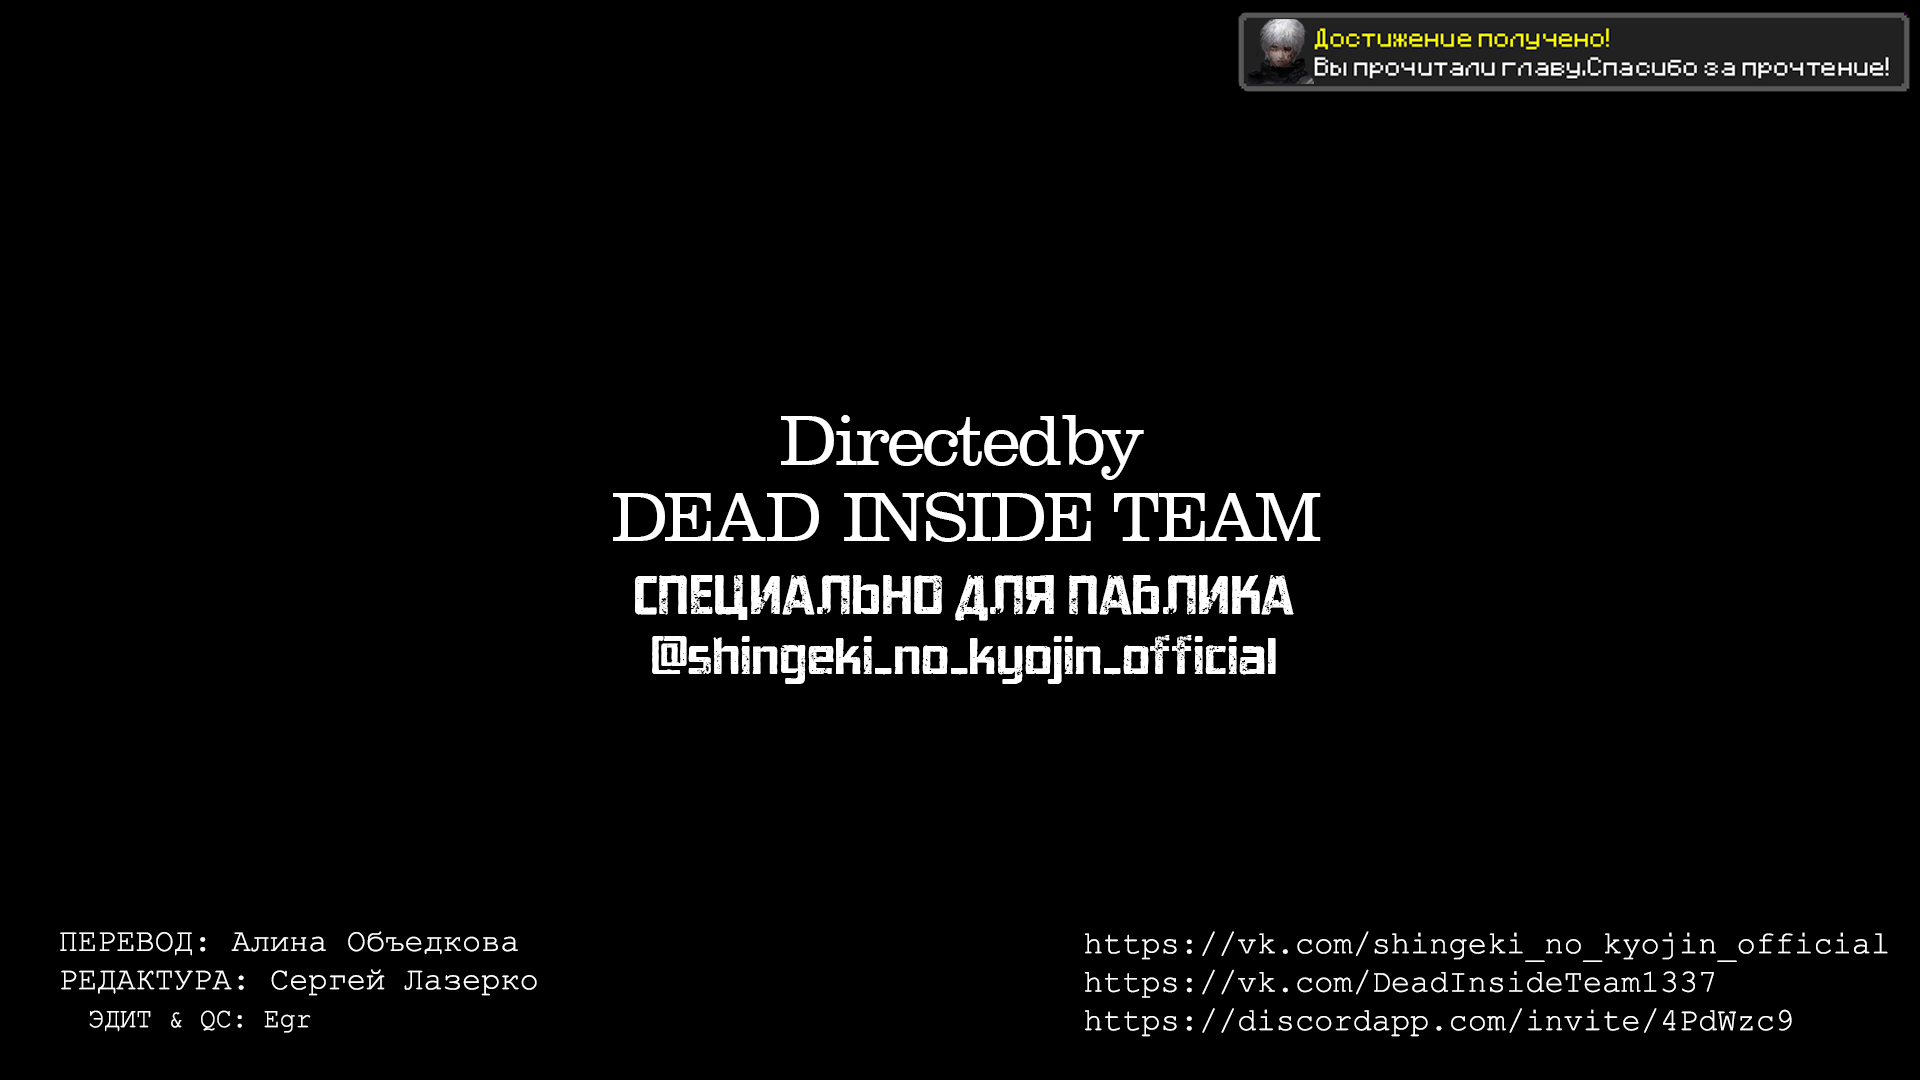 Достижение получено!
Вы прочитали главу.Спасибо за прочтение!
Directed by
DEAD INSIDE TEAM
СПЕЦИАЛЬНО ДЛЯ ПАБЛИКА
@shingeki_no_kyojin_official
ПЕРЕВОД: Алина Объедкова
РЕДАКТУРА: Сергей Лазерко
ЭДИТ & QC: Egr
https://vk.com/shingeki_no_kyojin_official
https://vk.com/DeadInsideTeam1337
https://discordapp.com/invite/4PdWzc9